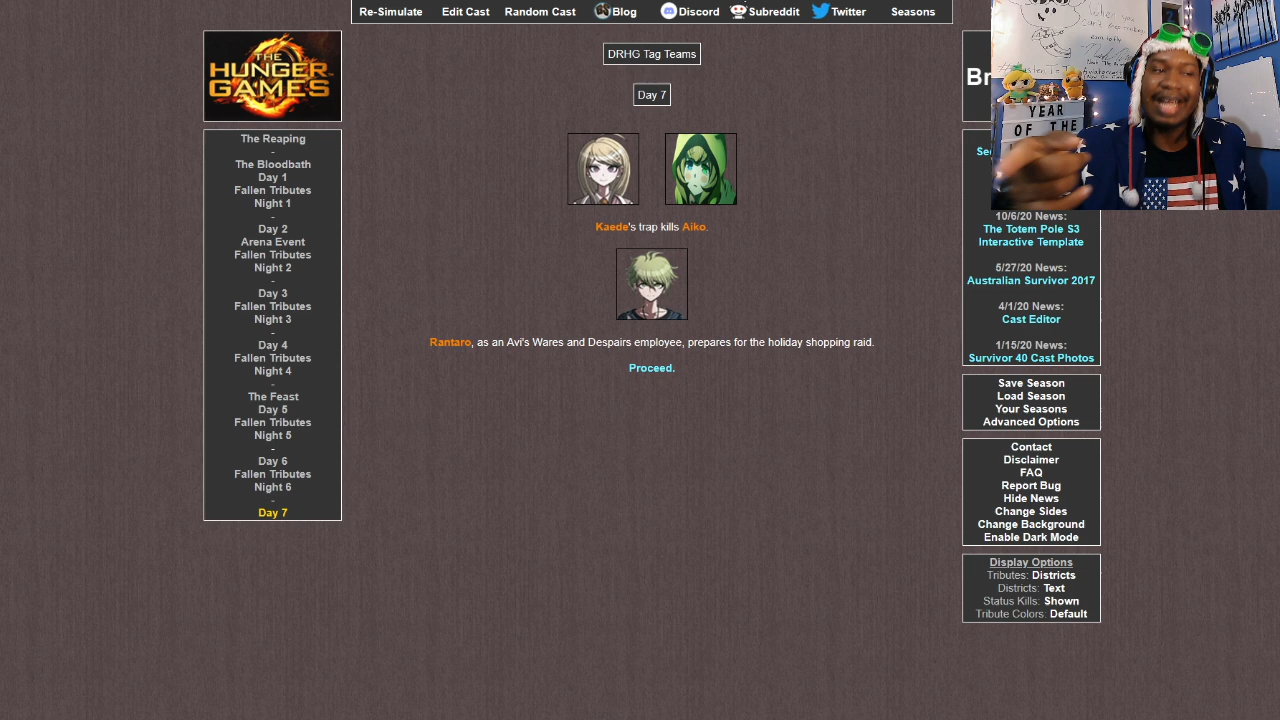 Re-Simulate Edit Cast Random Cast Blog Discord Subreddit Twitter Seasons
THE
HUNGER
GAMES
The Reaping
-
The Bloodbath
Day 1
Fallen Tributes
Night 1
-
Day 2
Arena Event
Fallen Tributes
Night 2
-
Day 3
Fallen Tributes
Night 3
-
Day 4
Fallen Tributes
Night 4
-
The Feast
Day 5
Fallen Tributes
Night 5
-
Day 6
Fallen Tributes
Night 6
-
Day 7
DRHG Tag Teams
Day 7
Kaede's trap kills Aiko.
Rantaro, as an Avi's Wares and Despairs employee, prepares for the holiday shopping raid.
Proceed.
YEAR
OF THE
10/6/20 News:
The Totem Pole S3
Interactive Template
5/27/20 News:
Australian Survivor 2017
4/1/20 News:
Cast Editor
1/15/20 News:
Survivor 40 Cast Photos
Save Season
Load Season
Your Seasons
Advanced Options
Contact
Disclaimer
FAQ
Report Bug
Hide News
Change Sides
Change Background
Enable Dark Mode
Display Options
Tributes: Districts
Districts: Text
Status Kills: Shown
Tribute Colors: Default